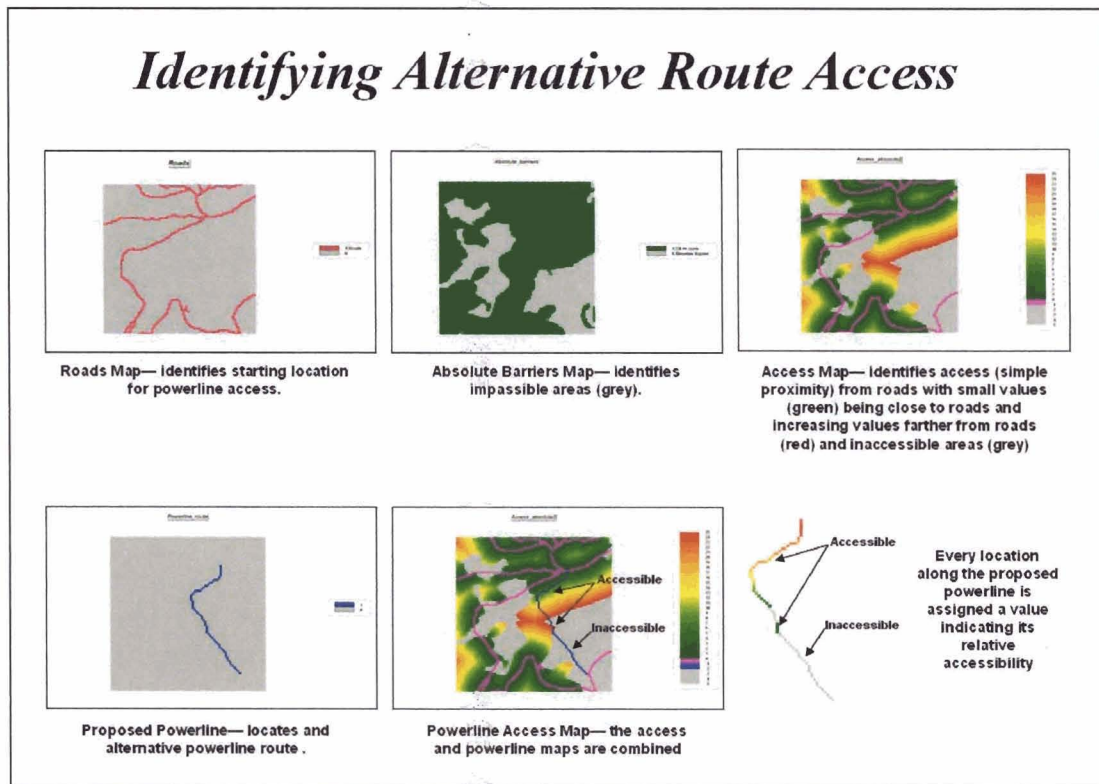 Identifying Alternative Route Access
Roads
Absolute_barriers
Roads Map— identifies starting location
for powerline access.
Absolute Barriers Map— identifies
impassible areas (grey).
Access Map— identifies access (simple
proximity) from roads with small values
(green) being close to roads and
increasing values farther from roads
(red) and inaccessible areas (grey)
Accessible
Inaccessible
Accessible
Inaccessible
Every location
along the proposed
powerline is
assigned a value
indicating its
relative
accessibility
Proposed Powerline— locates and
alternative powerline route .
Powerline Access Map— the access
and powerline maps are combined